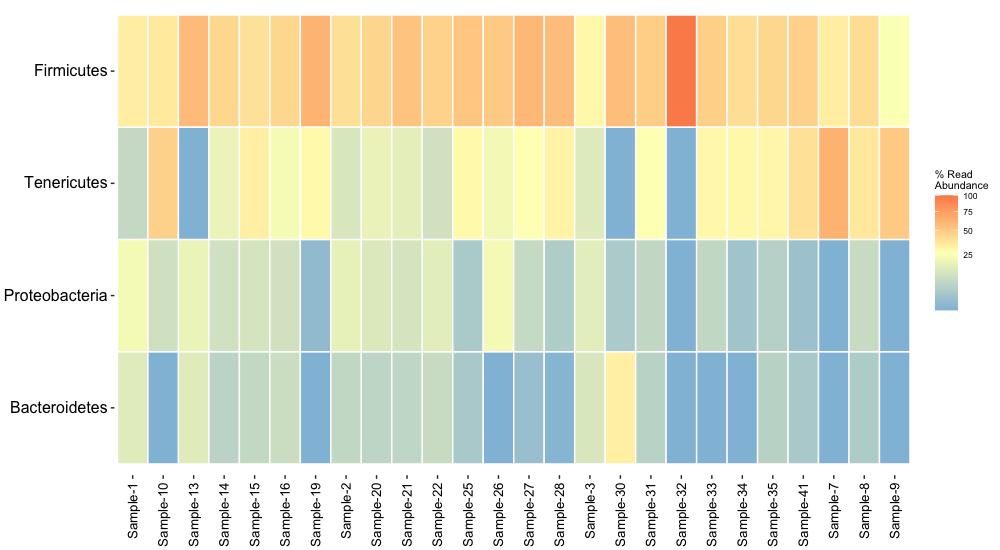 Firmicutes
Tenericutes
Proteobacteria
Bacteroidetes
% Read
Abundance
100
75
50
25
Sample-1
Sample-10
Sample-13
Sample-14
Sample-15
Sample-16
Sample-19
Sample-2
Sample-20
Sample-21
Sample-22
Sample-25
Sample-26
Sample-27
Sample-28
Sample-3
Sample-30
Sample-31
Sample-32
Sample-33
Sample-34
Sample-35
Sample-41
Sample-7
Sample-8
Sample-9